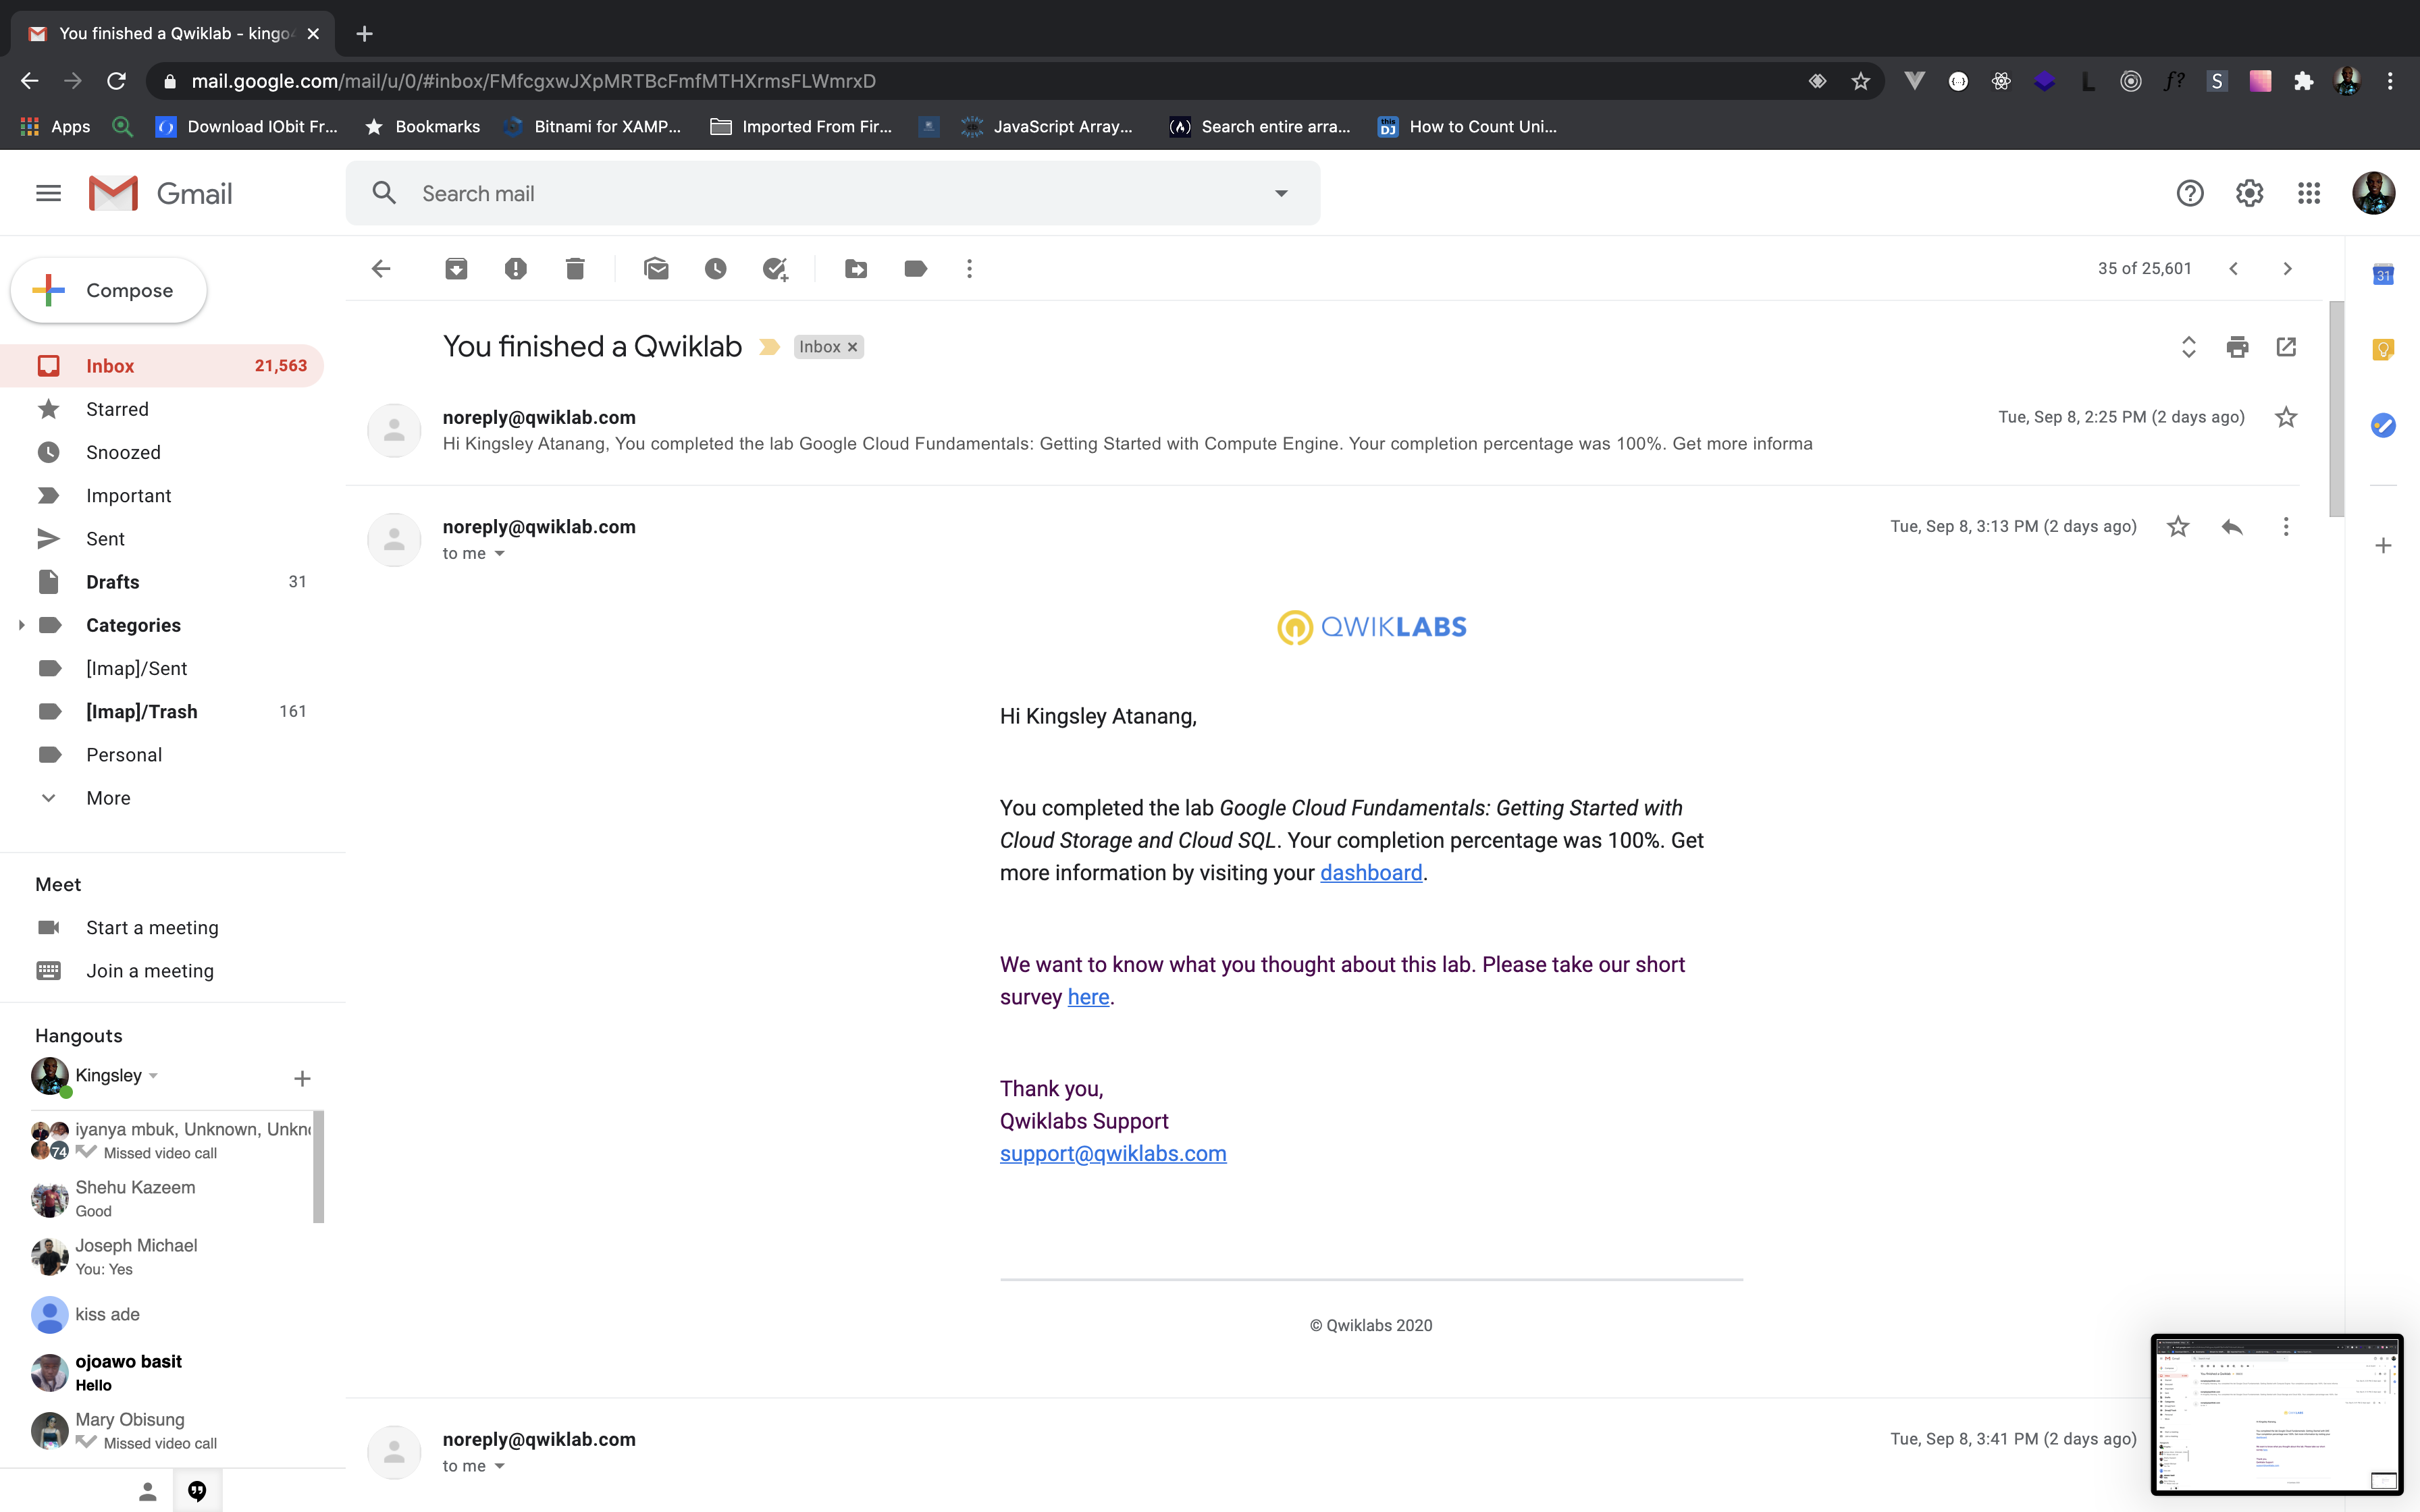 You finished a Qwiklab - kingo
mail.google.com/mail/u/0/#inbox/FMfcgxwJXpMRTBcFmfMTHXrmsFLWmrxD
Apps
Download IObit Fr...
Bookmarks
Bitnami for XAMP...
Imported From Fir...
JavaScript Array...
Search entire arra...
How to Count Uni...
Gmail
Search mail
Compose
35 of 25,601
31
Inbox 21,563
Starred
Snoozed
Important
Sent
Drafts 31
Categories
[Imap]/Sent
[Imap]/Trash 161
Personal
More
Meet
Start a meeting
Join a meeting
Hangouts
Kingsley
iyanya mbuk, Unknown, Unkn
74
Missed video call
Shehu Kazeem
Good
Joseph Michael
You: Yes
kiss ade
ojoawo basit
Hello
Mary Obisung
Missed video call
You finished a Qwiklab Inbox
noreply@qwiklab.com Tue, Sep 8, 2:25 PM (2 days ago)
Hi Kingsley Atanang, You completed the lab Google Cloud Fundamentals: Getting Started with Compute Engine. Your completion percentage was 100%. Get more informa
noreply@qwiklab.com Tue, Sep 8, 3:13 PM (2 days ago)
to me
QWIKLABS
Hi Kingsley Atanang,
You completed the lab Google Cloud Fundamentals: Getting Started with
Cloud Storage and Cloud SQL. Your completion percentage was 100%. Get
more information by visiting your dashboard.
We want to know what you thought about this lab. Please take our short
survey here.
Thank you,
Qwiklabs Support
support@qwiklabs.com
© Qwiklabs 2020
noreply@qwiklab.com Tue, Sep 8, 3:41 PM (2 days ago)
to me